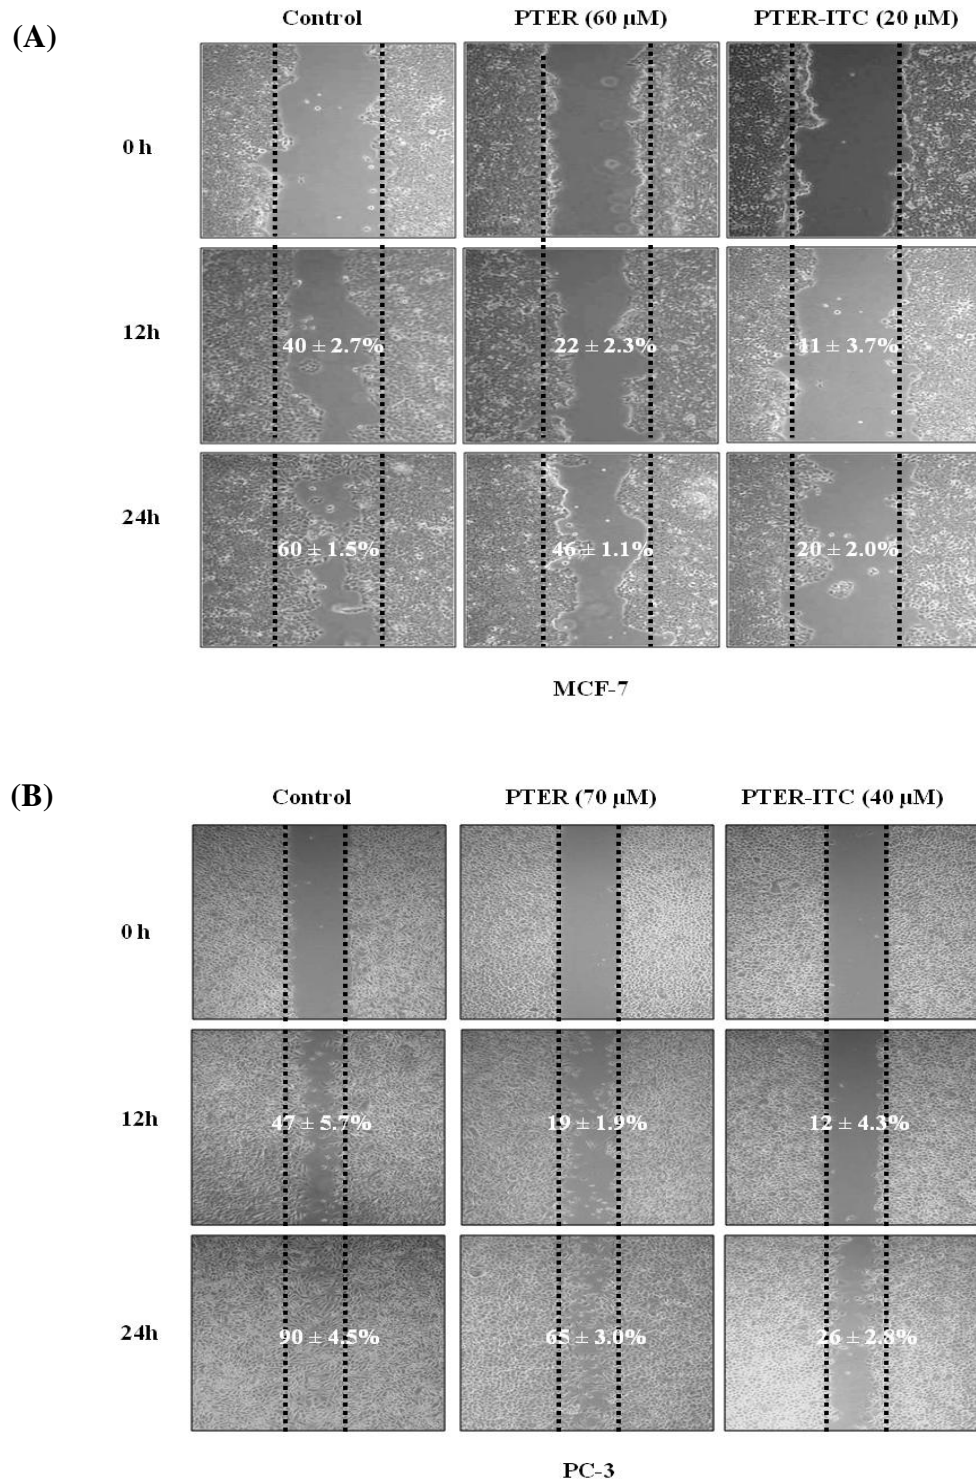 (A)
Control PTER (60 µM) PTER-ITC (20 µM)
0 h
12h
40 ± 2.7% 22 ± 2.3% 11 ± 3.7%
24h
60 ± 1.5% 46 ± 1.1% 20 ± 2.0%
MCF-7
(B)
Control PTER (70 µM) PTER-ITC (40 µM)
0 h
12h
47 ± 5.7% 19 ± 1.9% 12 ± 4.3%
24h
90 ± 4.5% 65 ± 3.0% 26 ± 2.8%
PC-3